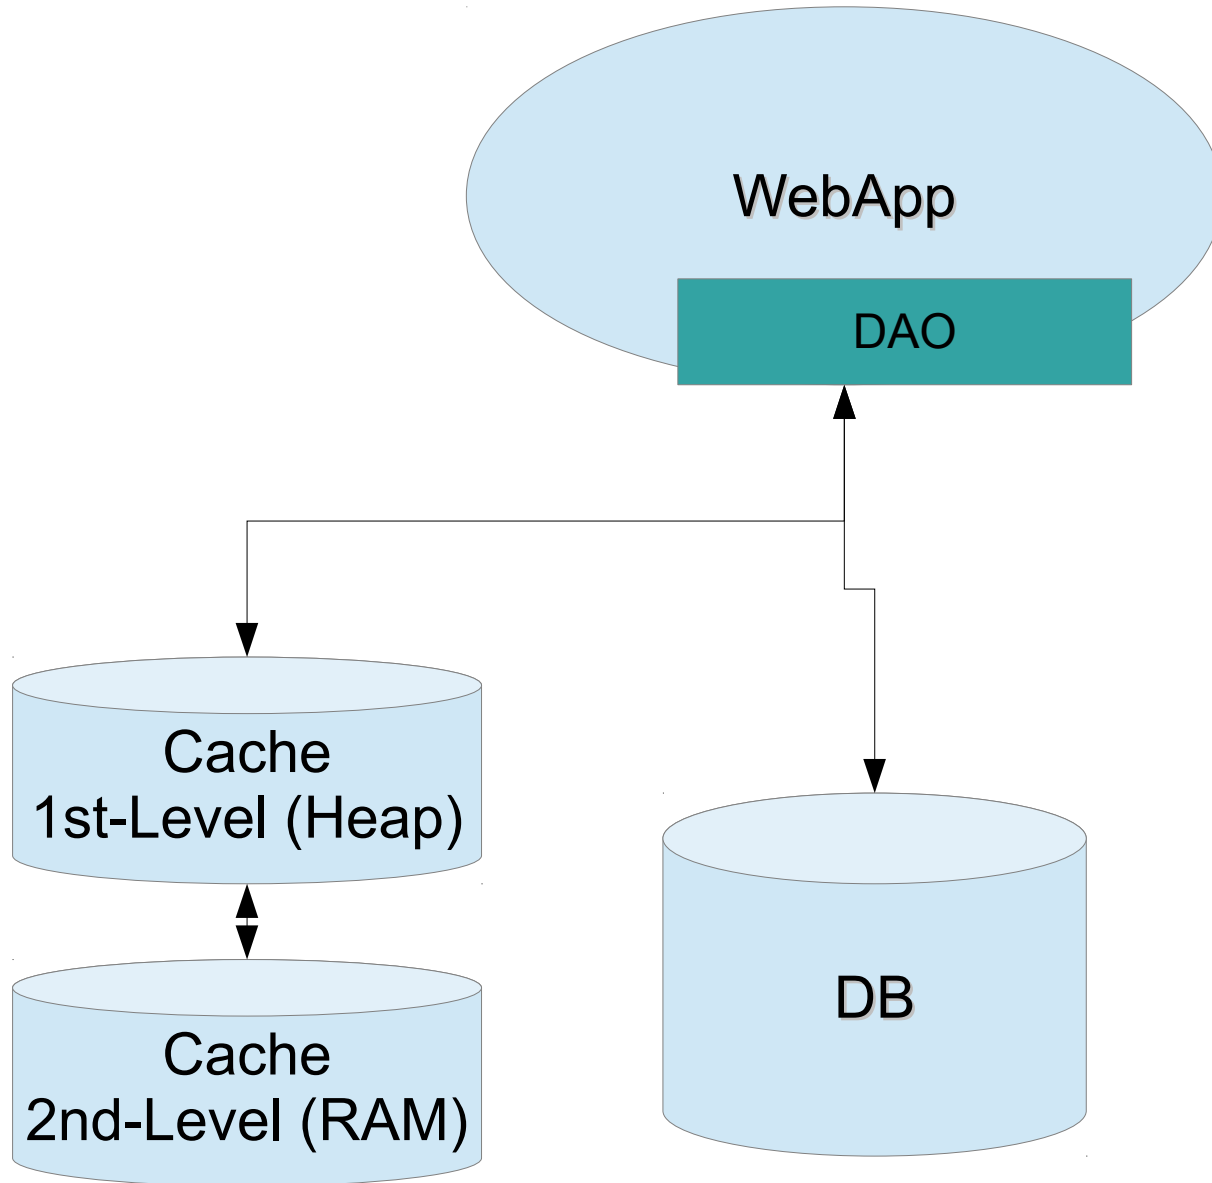 WebApp
DAO
Cache
1st-Level (Heap)
DB
Cache
2nd-Level (RAM)